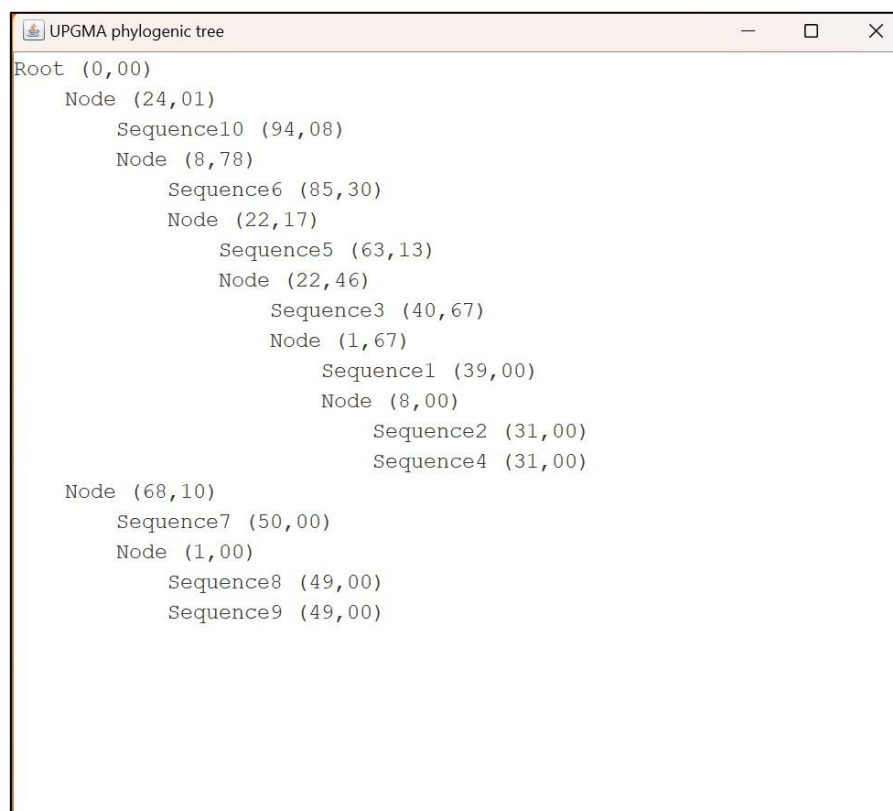 UPGMA phylogenic tree
Root (0,00)
Node (24,01)
Sequence10 (94,08)
Node (8,78)
Sequence6 (85,30)
Node (22,17)
Sequence5 (63,13)
Node (22,46)
Sequence3 (40,67)
Node (1,67)
Sequence1 (39,00)
Node (8,00)
Sequence2 (31,00)
Sequence4 (31,00)
Node (68,10)
Sequence7 (50,00)
Node (1,00)
Sequence8 (49,00)
Sequence9 (49,00)